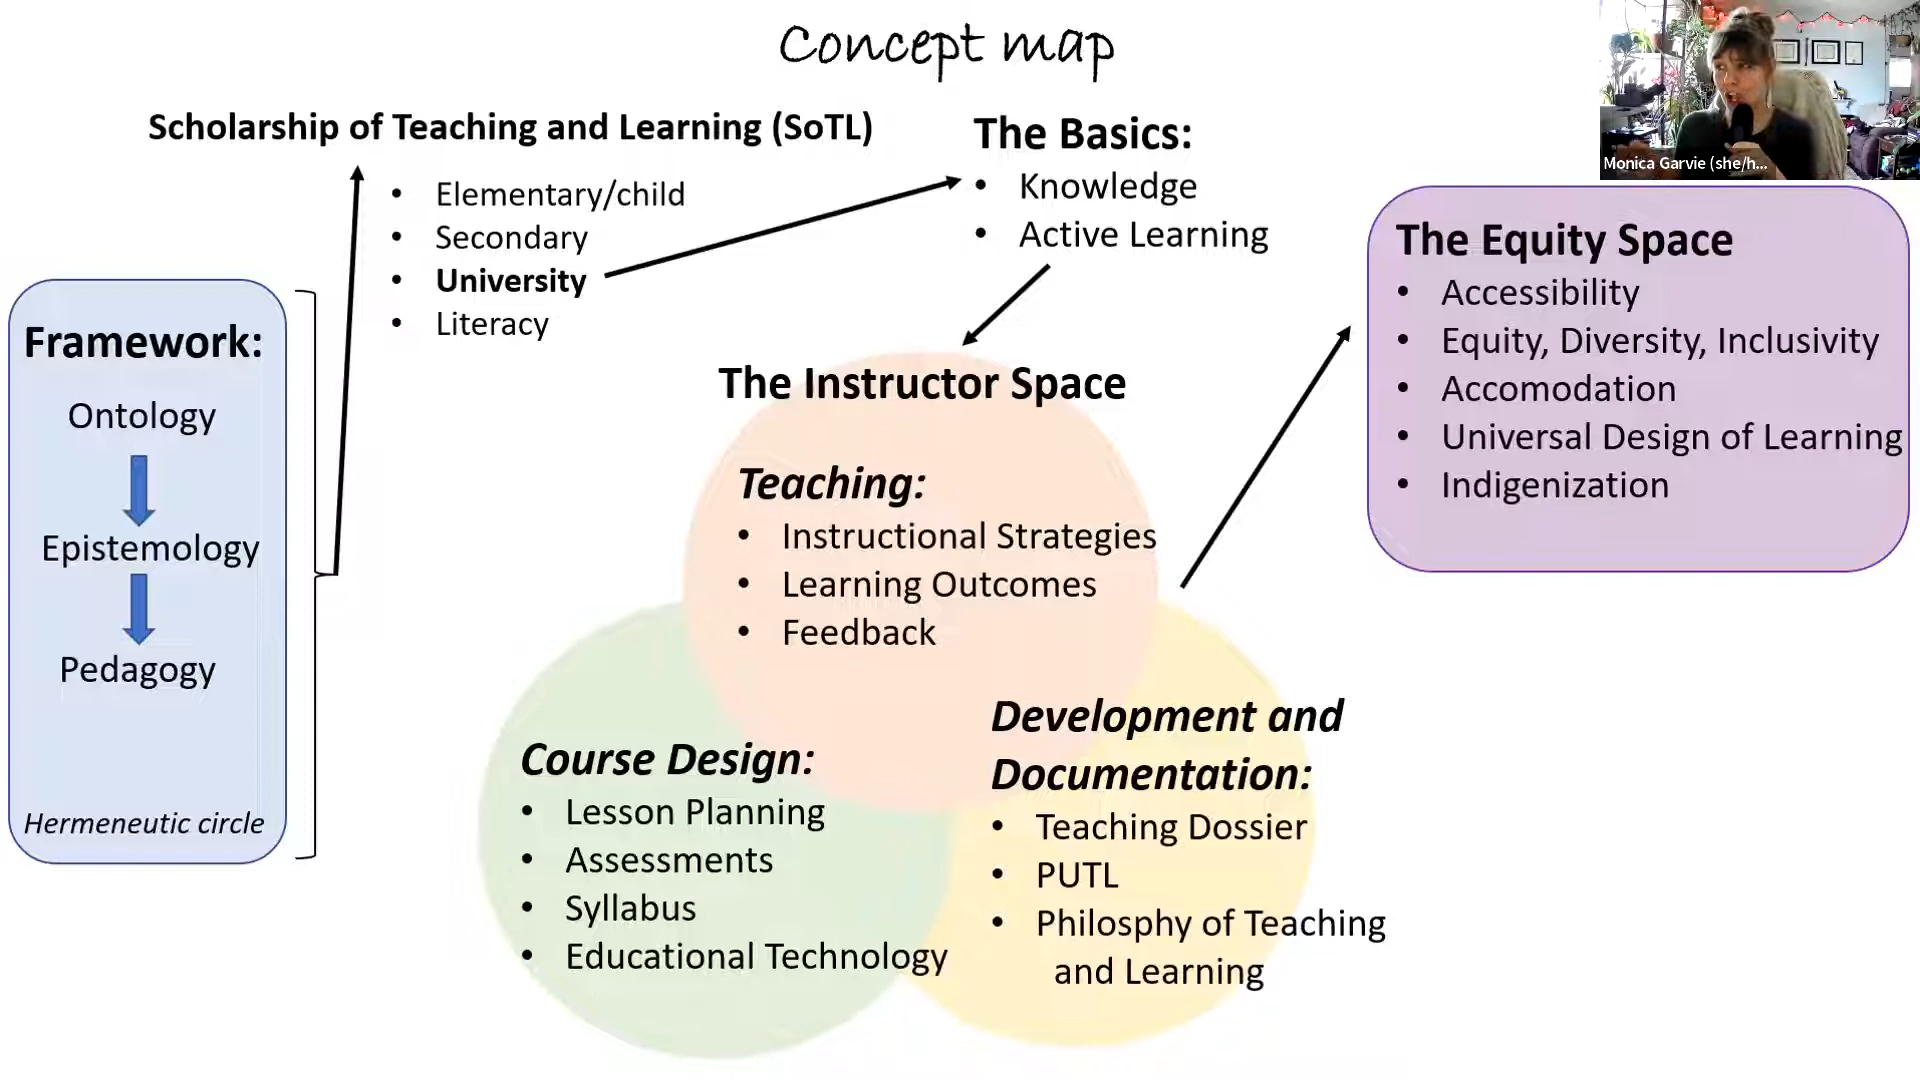 Concept map
Monica Garvie (she/h...
Scholarship of Teaching and Learning (SoTL)
• Elementary/child
• Secondary
• University
• Literacy
The Basics:
• Knowledge
• Active Learning
The Equity Space
• Accessibility
• Equity, Diversity, Inclusivity
• Accomodation
• Universal Design of Learning
• Indigenization
Framework:
Ontology
Epistemology
Pedagogy
Hermeneutic circle
The Instructor Space
Teaching:
• Instructional Strategies
• Learning Outcomes
• Feedback
Course Design:
• Lesson Planning
• Assessments
• Syllabus
• Educational Technology
Development and
Documentation:
• Teaching Dossier
• PUTL
• Philosphy of Teaching
and Learning